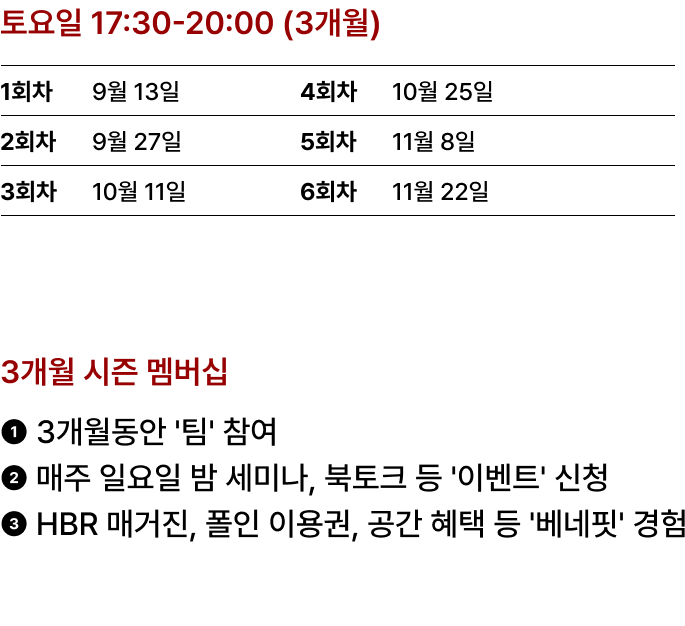 토요일 17:30-20:00 (3개월)
1회차 9월 13일 4회차 10월 25일
2회차 9월 27일 5회차 11월 8일
3회차 10월 11일 6회차 11월 22일
3개월 시즌 멤버십
❶ 3개월동안 '팀' 참여
❷ 매주 일요일 밤 세미나, 북토크 등 '이벤트' 신청
❸ HBR 매거진, 폴인 이용권, 공간 혜택 등 '베네핏' 경험